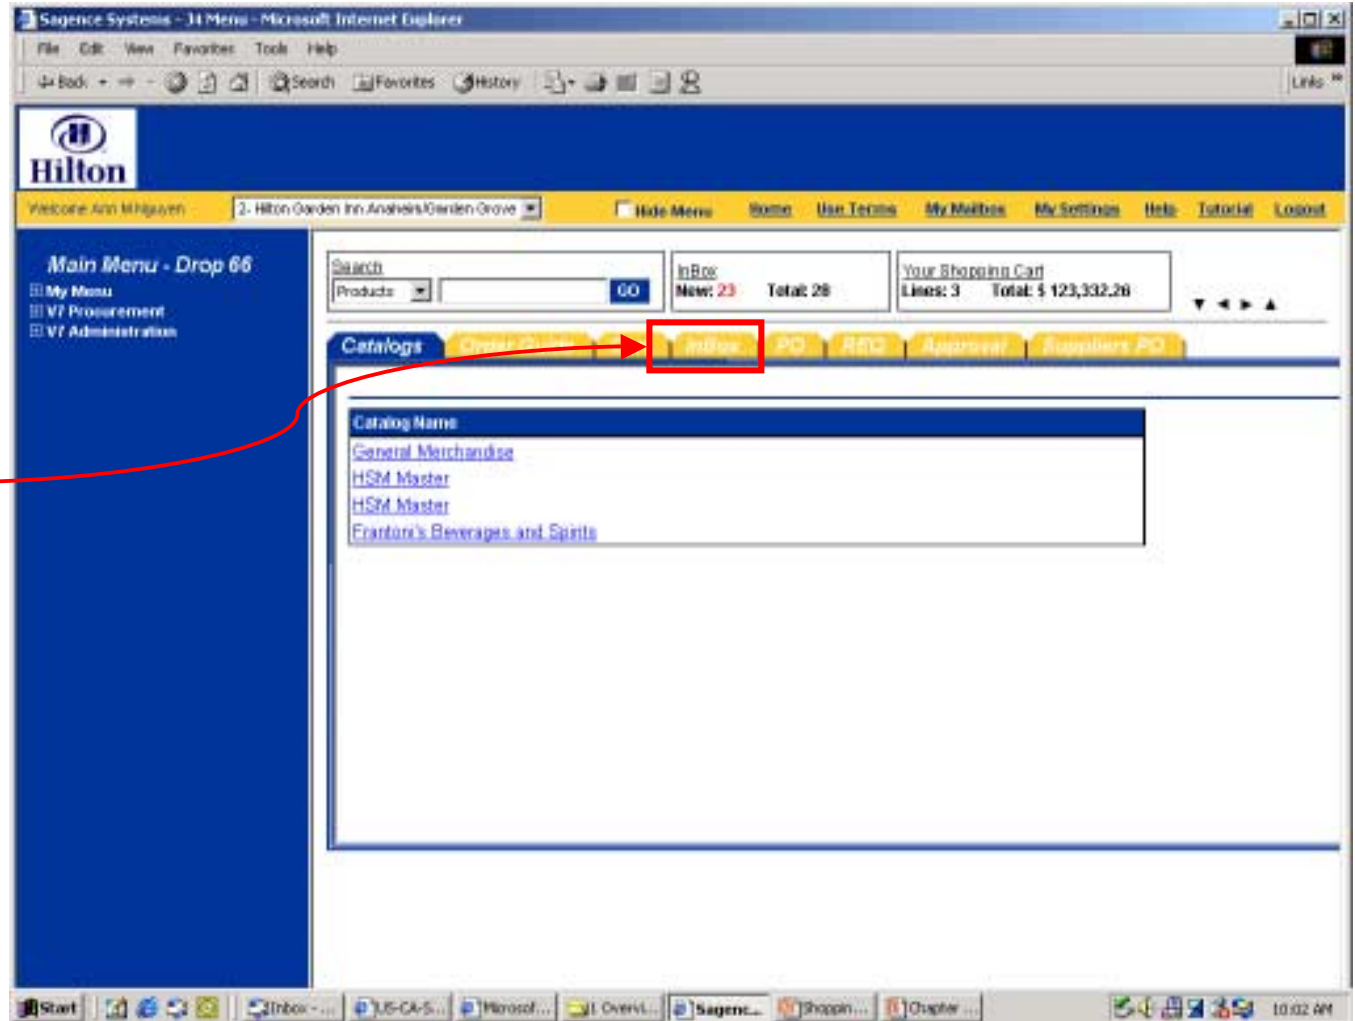 Sagence Systems - J4 Menu - Microsoft Internet Explorer
File Edit View Favorites Tools Help
Back Search Favorites History Links »
Hilton
Welcome Ann M Nguyen 2- Hilton Garden Inn Anaheim/Garden Grove Hide Menu Home Use Terms My Mailbox My Settings Help Tutorial Logout
Main Menu - Drop 66
My Menu
V7 Procurement
V7 Administration
Search
Products GO
InBox
New: 23 Total: 28
Your Shopping Cart
Lines: 3 Total: $ 123,332.26
Catalogs Order Guide InBox PO REQ Approval Suppliers PO
Catalog Name
General Merchandise
HSM Master
HSM Master
Frantoni's Beverages and Spirits
Start Inbox - ... US-CA-S... Microsof... J. Overvi... Sagenc... Shoppin... Chapter ... 10:02 AM